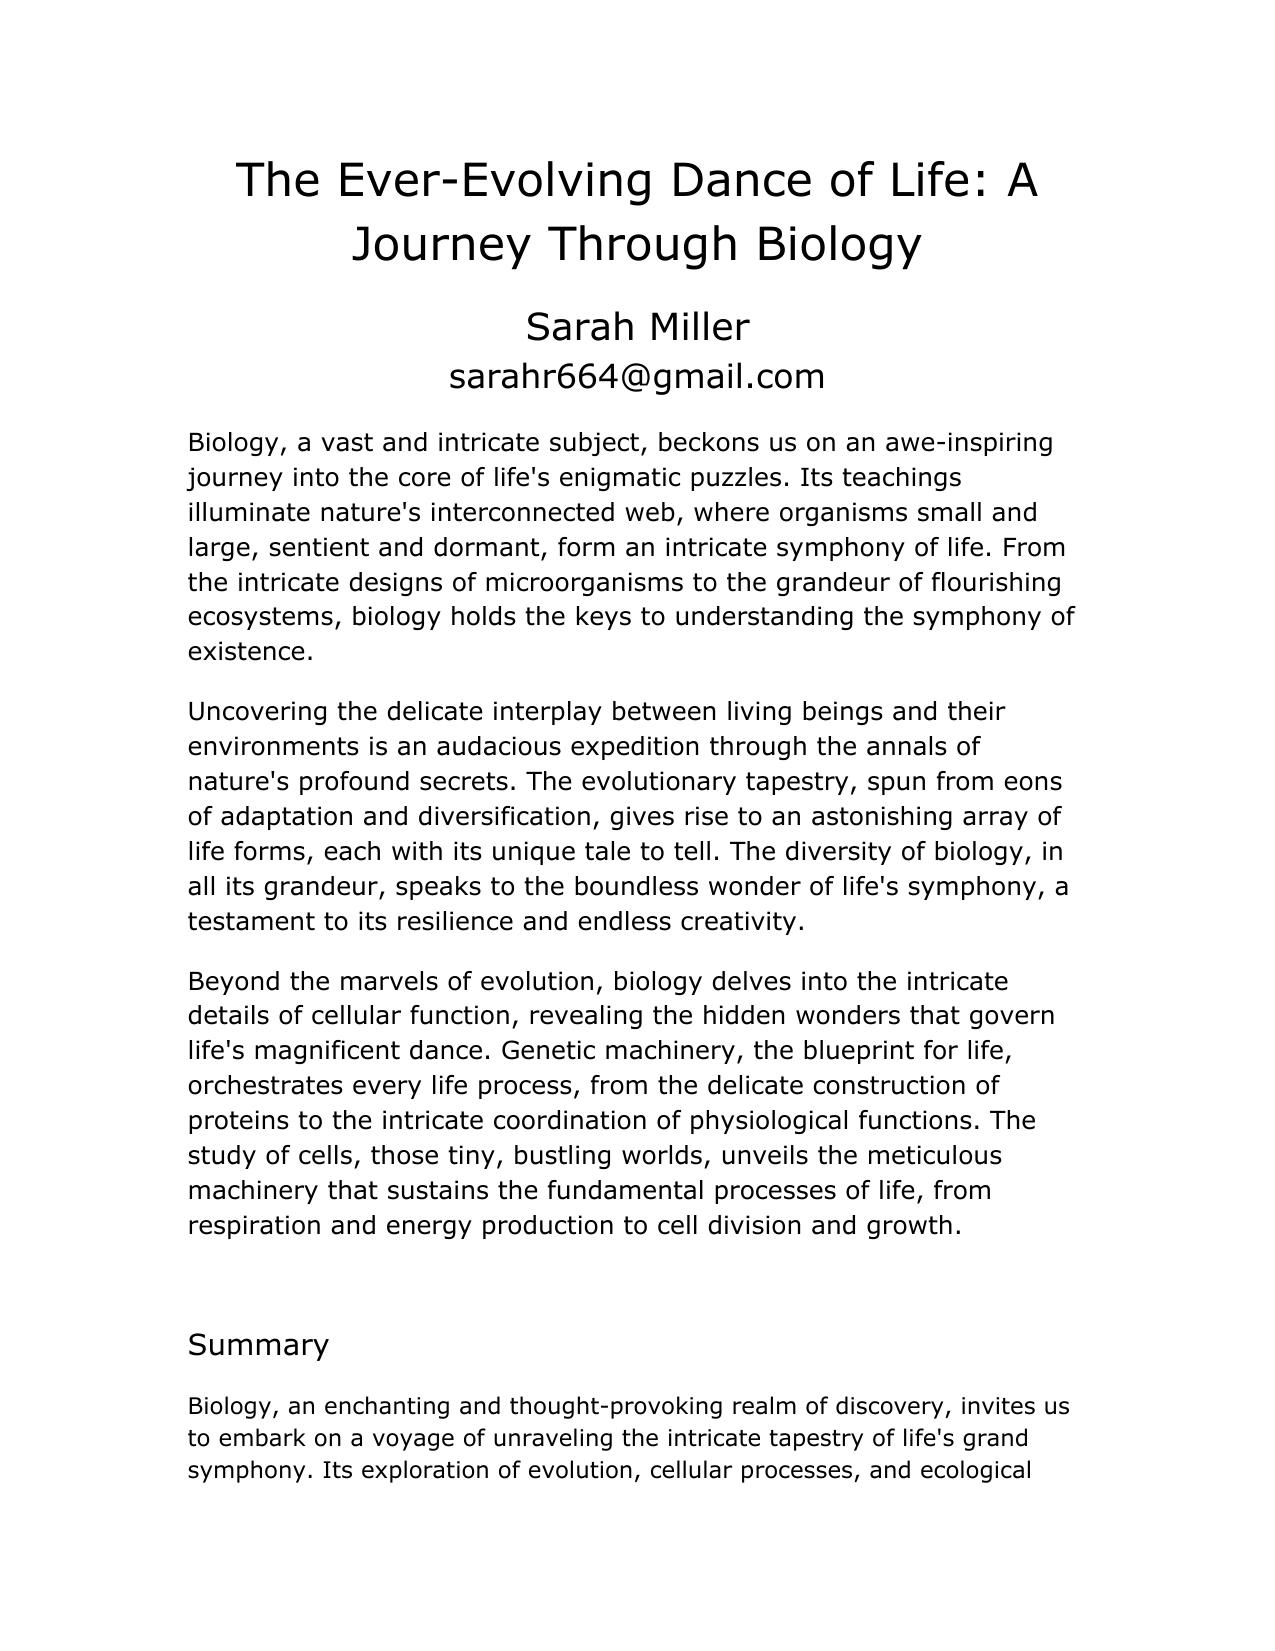 The Ever-Evolving Dance of Life: A
Journey Through Biology
Sarah Miller
sarahr664@gmail.com
Biology, a vast and intricate subject, beckons us on an awe-inspiring
journey into the core of life's enigmatic puzzles. Its teachings
illuminate nature's interconnected web, where organisms small and
large, sentient and dormant, form an intricate symphony of life. From
the intricate designs of microorganisms to the grandeur of flourishing
ecosystems, biology holds the keys to understanding the symphony of
existence.
Uncovering the delicate interplay between living beings and their
environments is an audacious expedition through the annals of
nature's profound secrets. The evolutionary tapestry, spun from eons
of adaptation and diversification, gives rise to an astonishing array of
life forms, each with its unique tale to tell. The diversity of biology, in
all its grandeur, speaks to the boundless wonder of life's symphony, a
testament to its resilience and endless creativity.
Beyond the marvels of evolution, biology delves into the intricate
details of cellular function, revealing the hidden wonders that govern
life's magnificent dance. Genetic machinery, the blueprint for life,
orchestrates every life process, from the delicate construction of
proteins to the intricate coordination of physiological functions. The
study of cells, those tiny, bustling worlds, unveils the meticulous
machinery that sustains the fundamental processes of life, from
respiration and energy production to cell division and growth.
Summary
Biology, an enchanting and thought-provoking realm of discovery, invites us
to embark on a voyage of unraveling the intricate tapestry of life's grand
symphony. Its exploration of evolution, cellular processes, and ecological